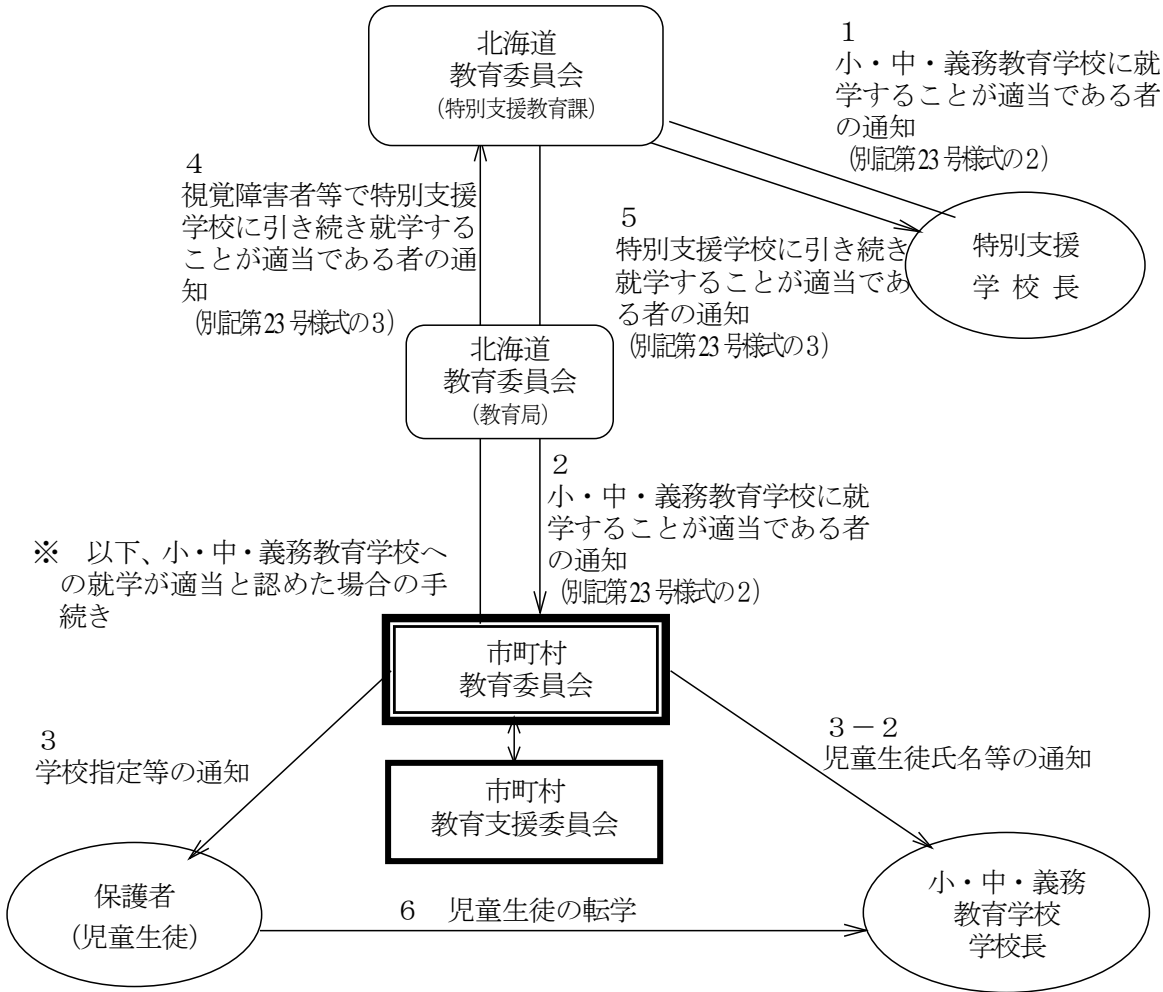 北海道
教育委員会
(特別支援教育課)
1
小・中・義務教育学校に就
学することが適当である者
の通知
(別記第23号様式の2)
4
視覚障害者等で特別支援
学校に引き続き就学する
ことが適当である者の通
知
(別記第23号様式の3)
5
特別支援学校に引き続き
就学することが適当であ
る者の通知
(別記第23号様式の3)
特別支援
学校長
北海道
教育委員会
(教育局)
2
小・中・義務教育学校に就
学することが適当である者
の通知
(別記第23号様式の2)
※ 以下、小・中・義務教育学校へ
の就学が適当と認めた場合の手
続き
市町村
教育委員会
3
学校指定等の通知
3-2
児童生徒氏名等の通知
市町村
教育支援委員会
保護者
(児童生徒)
6 児童生徒の転学
小・中・義務
教育学校
学校長